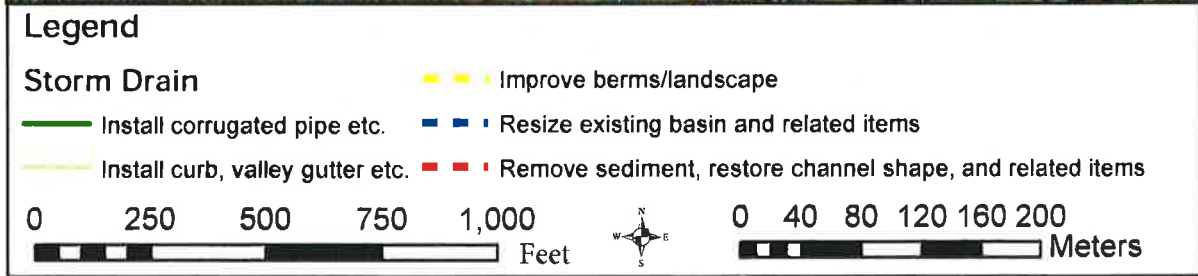 Legend
Storm Drain
Improve berms/landscape
Install corrugated pipe etc.
Resize existing basin and related items
Install curb, valley gutter etc.
Remove sediment, restore channel shape, and related items
0 250 500 750 1,000
Feet
N
W E
S
0 40 80 120 160 200
Meters